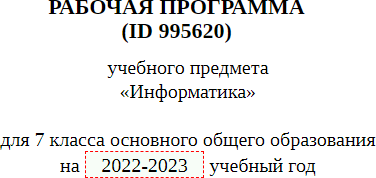 РАБОЧАЯ ПРОГРАММА
(ID 995620)
учебного предмета
«Информатика»
для 7 класса основного общего образования
на 2022-2023 учебный год